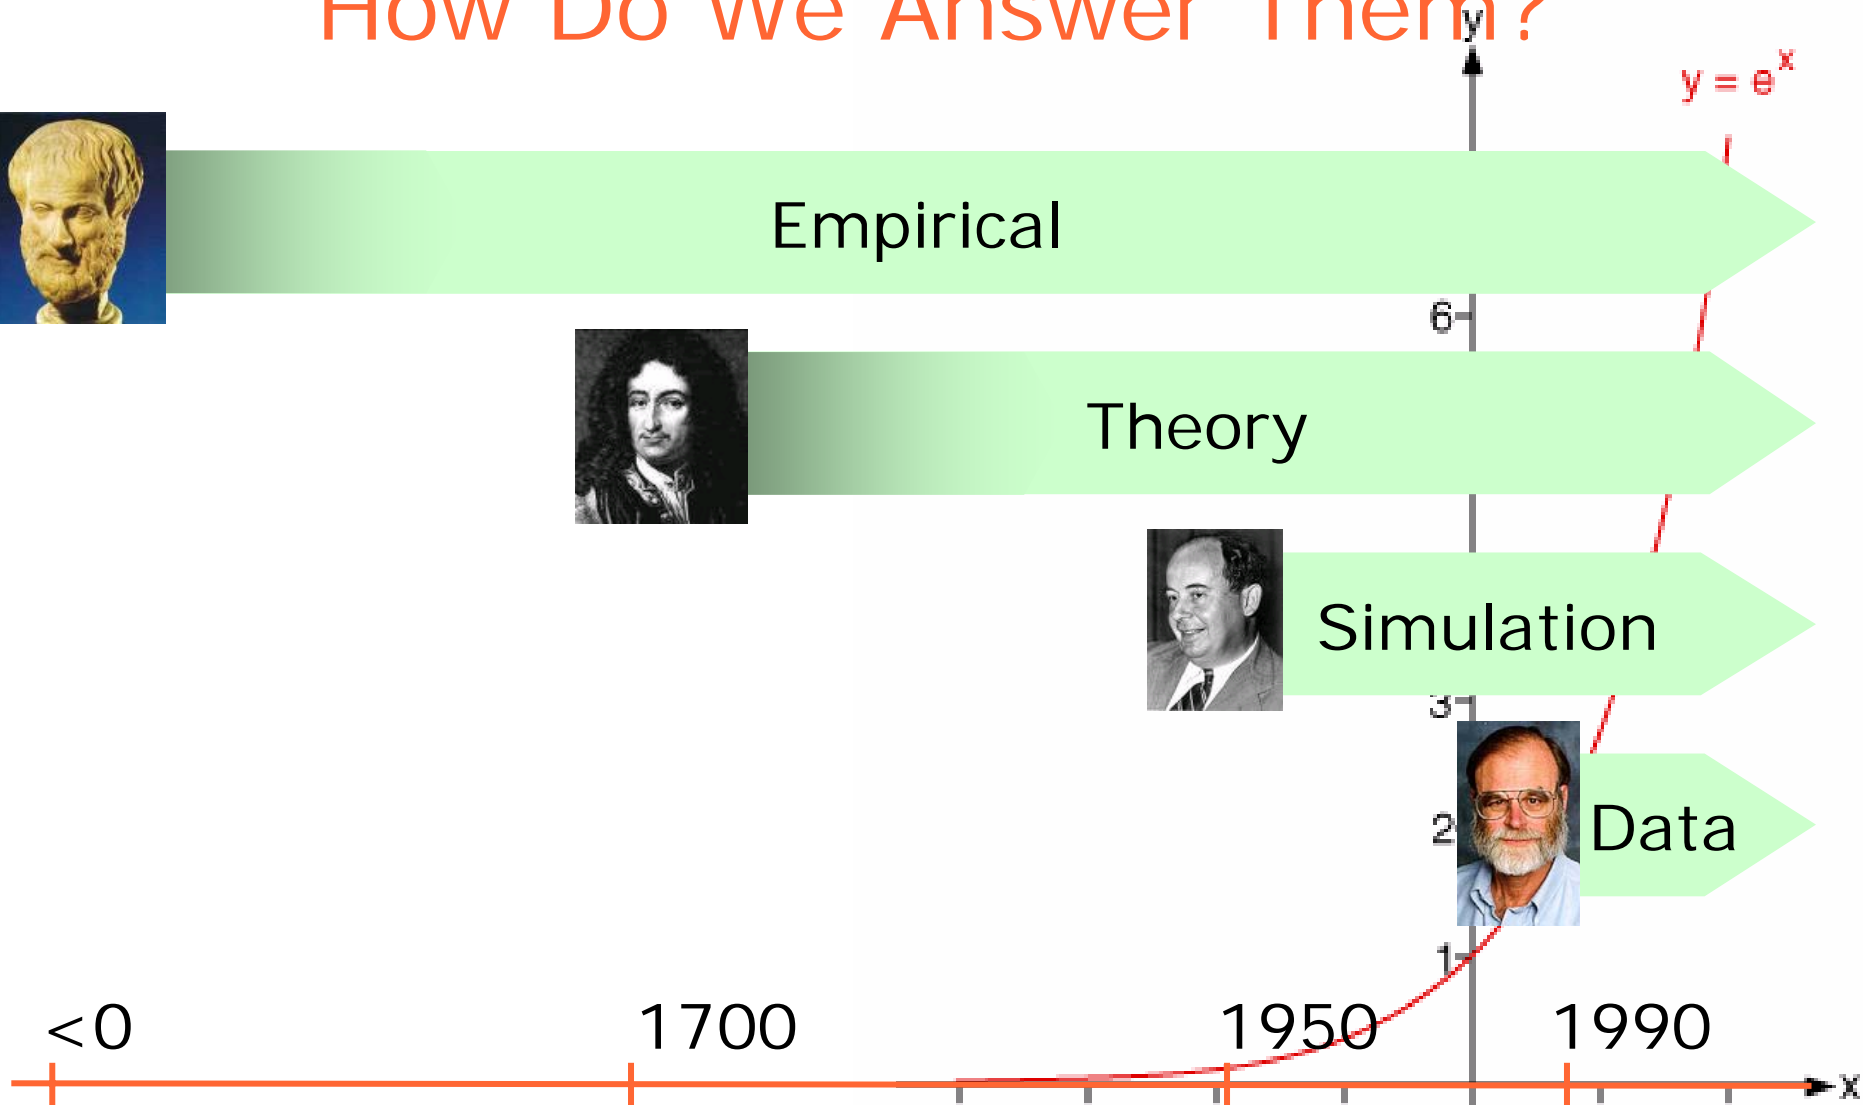 How Do We Answer Them?
y
y = e^x
Empirical
6
Theory
Simulation
3
2
Data
1
<0 1700 1950 1990
x